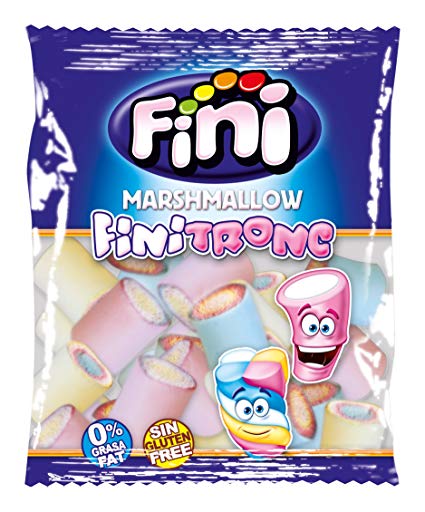 Fini
MARSHMALLOW
FiNiTRONC
0%
GRASA
FAT
SIN
GLUTEN
FREE